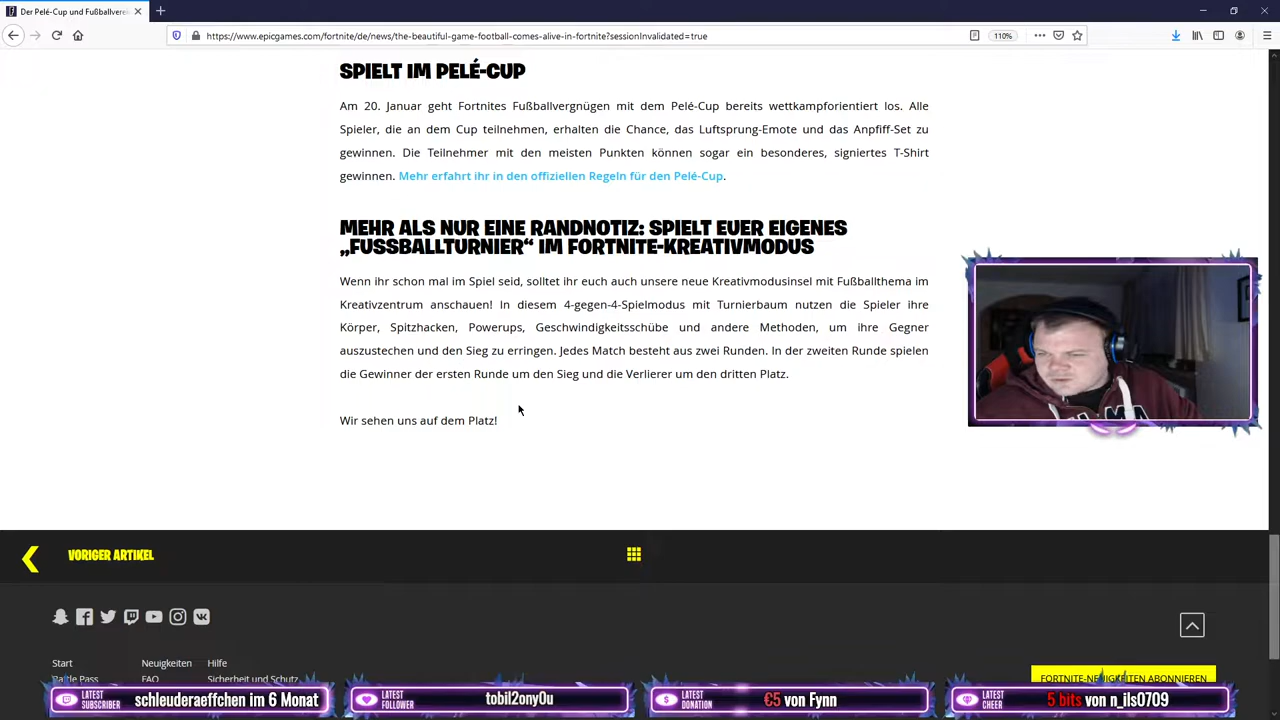 Der Pelé-Cup und Fußballverei
https://www.epicgames.com/fortnite/de/news/the-beautiful-game-football-comes-alive-in-fortnite?sessionInvalidated=true
110%
SPIELT IM PELÉ-CUP
Am 20. Januar geht Fortnites Fußballvergnügen mit dem Pelé-Cup bereits wettkampforientiert los. Alle
Spieler, die an dem Cup teilnehmen, erhalten die Chance, das Luftsprung-Emote und das Anpfiff-Set zu
gewinnen. Die Teilnehmer mit den meisten Punkten können sogar ein besonderes, signiertes T-Shirt
gewinnen. Mehr erfahrt ihr in den offiziellen Regeln für den Pelé-Cup.
MEHR ALS NUR EINE RANDNOTIZ: SPIELT EUER EIGENES
„FUSSBALLTURNIER“ IM FORTNITE-KREATIVMODUS
Wenn ihr schon mal im Spiel seid, solltet ihr euch auch unsere neue Kreativmodusinsel mit Fußballthema im
Kreativzentrum anschauen! In diesem 4-gegen-4-Spielmodus mit Turnierbaum nutzen die Spieler ihre
Körper, Spitzhacken, Powerups, Geschwindigkeitsschübe und andere Methoden, um ihre Gegner
auszustechen und den Sieg zu erringen. Jedes Match besteht aus zwei Runden. In der zweiten Runde spielen
die Gewinner der ersten Runde um den Sieg und die Verlierer um den dritten Platz.
Wir sehen uns auf dem Platz!
VORIGER ARTIKEL
Start Neuigkeiten Hilfe
Battle Pass FAQ Sicherheit und Schutz
FORTNITE-NEUIGKEITEN ABONNIEREN
LATEST SUBSCRIBER schleuderaeffchen im 6 Monat
LATEST FOLLOWER tobil2ony0u
LATEST DONATION €5 von Fynn
LATEST CHEER 5 bits von n_ils0709